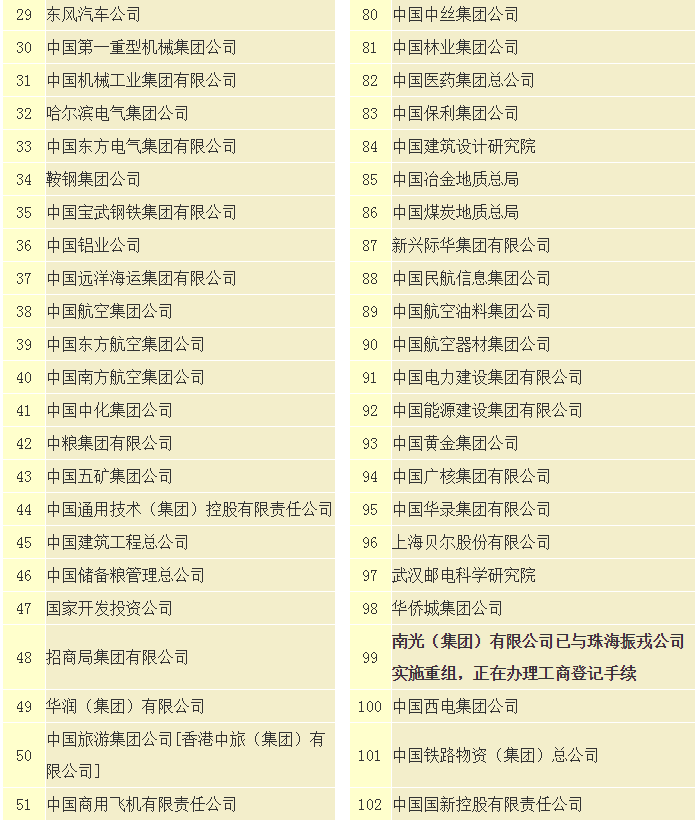 29 东风汽车公司
30 中国第一重型机械集团公司
31 中国机械工业集团有限公司
32 哈尔滨电气集团公司
33 中国东方电气集团有限公司
34 鞍钢集团公司
35 中国宝武钢铁集团有限公司
36 中国铝业公司
37 中国远洋海运集团有限公司
38 中国航空集团公司
39 中国东方航空集团公司
40 中国南方航空集团公司
41 中国中化集团公司
42 中粮集团有限公司
43 中国五矿集团公司
44 中国通用技术（集团）控股有限责任公司
45 中国建筑工程总公司
46 中国储备粮管理总公司
47 国家开发投资公司
48 招商局集团有限公司
49 华润（集团）有限公司
50 中国旅游集团公司[香港中旅（集团）有
限公司]
51 中国商用飞机有限责任公司
80 中国中丝集团公司
81 中国林业集团公司
82 中国医药集团总公司
83 中国保利集团公司
84 中国建筑设计研究院
85 中国冶金地质总局
86 中国煤炭地质总局
87 新兴际华集团有限公司
88 中国民航信息集团公司
89 中国航空油料集团公司
90 中国航空器材集团公司
91 中国电力建设集团有限公司
92 中国能源建设集团有限公司
93 中国黄金集团公司
94 中国广核集团有限公司
95 中国华录集团有限公司
96 上海贝尔股份有限公司
97 武汉邮电科学研究院
98 华侨城集团公司
99 南光（集团）有限公司已与珠海振戎公司
实施重组，正在办理工商登记手续
100 中国西电集团公司
101 中国铁路物资（集团）总公司
102 中国国新控股有限责任公司